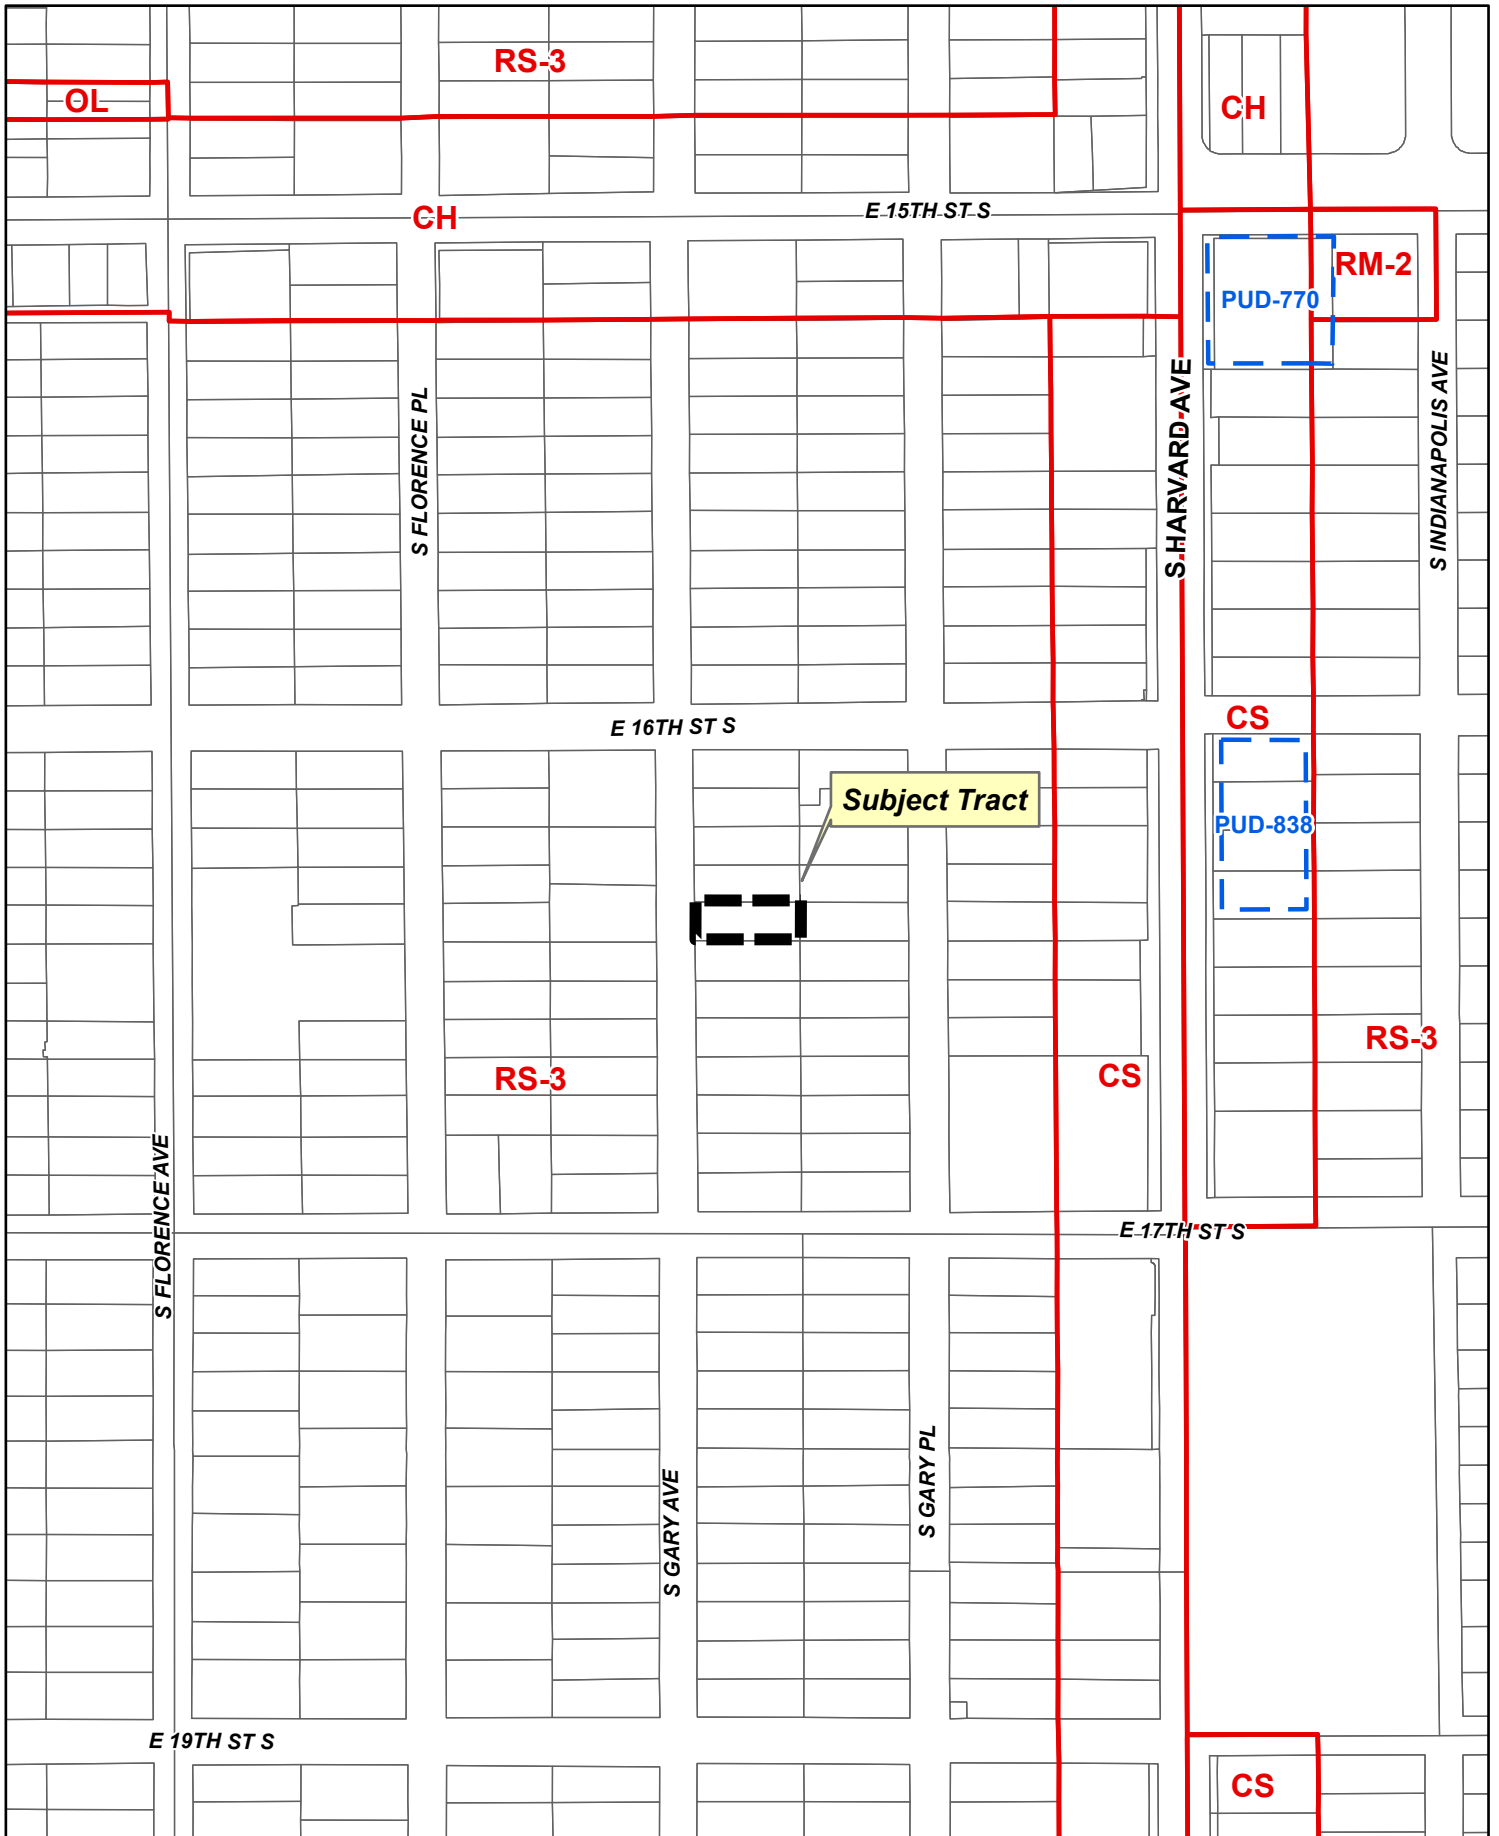 RS-3
OL
CH
CH
E 15TH ST S
RM-2
PUD-770
S FLORENCE PL
S HARVARD AVE
S INDIANAPOLIS AVE
E 16TH ST S
CS
Subject Tract
PUD-838
RS-3
RS-3
CS
S FLORENCE AVE
E 17TH ST S
S GARY AVE
S GARY PL
E 19TH ST S
CS